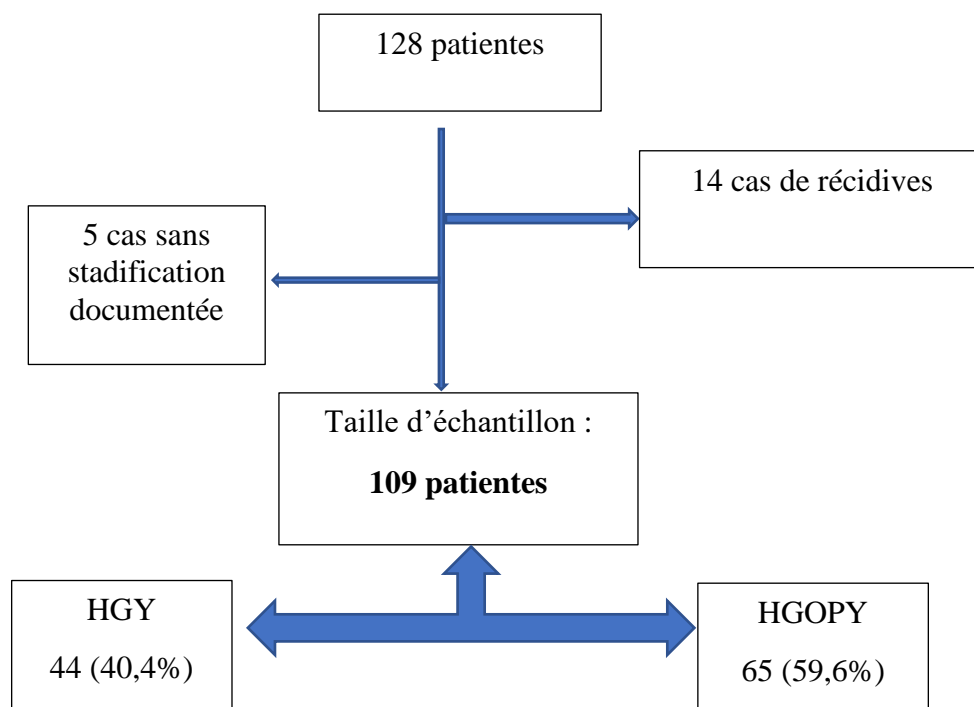 128 patientes
14 cas de récidives
5 cas sans
stadification
documentée
Taille d’échantillon :
109 patientes
HGY
44 (40,4%)
HGOPY
65 (59,6%)